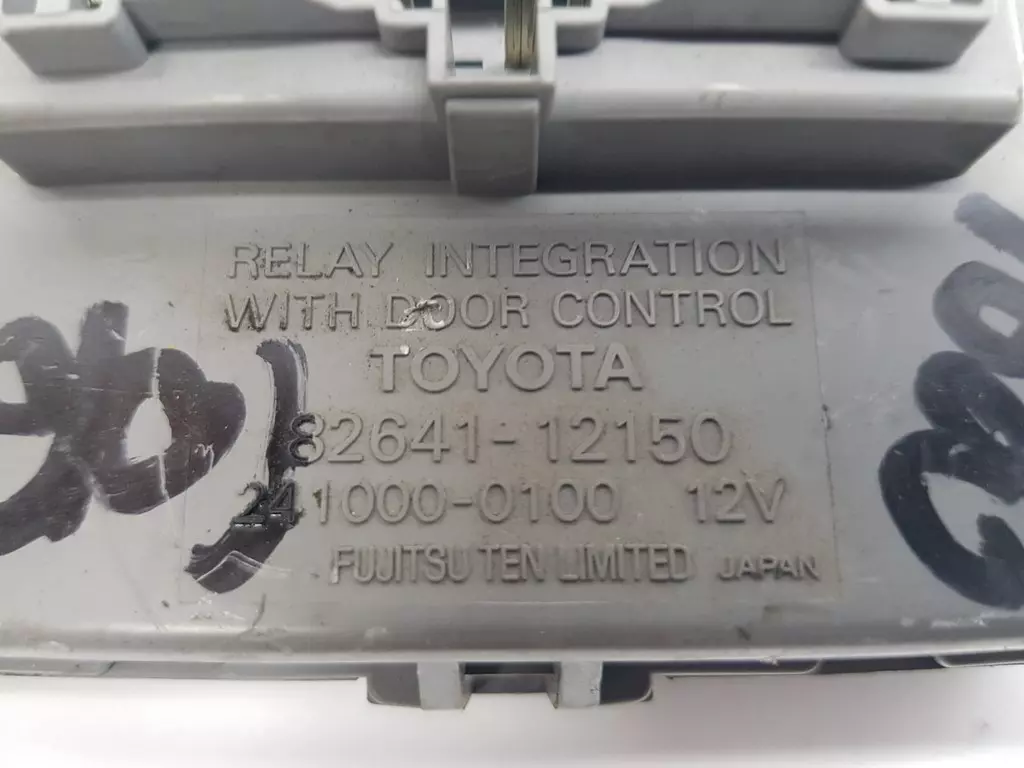 RELAY INTEGRATION
WITH DOOR CONTROL
TOYOTA
82641-12150
241000-0100 12V
FUJITSU TEN LIMITED JAPAN